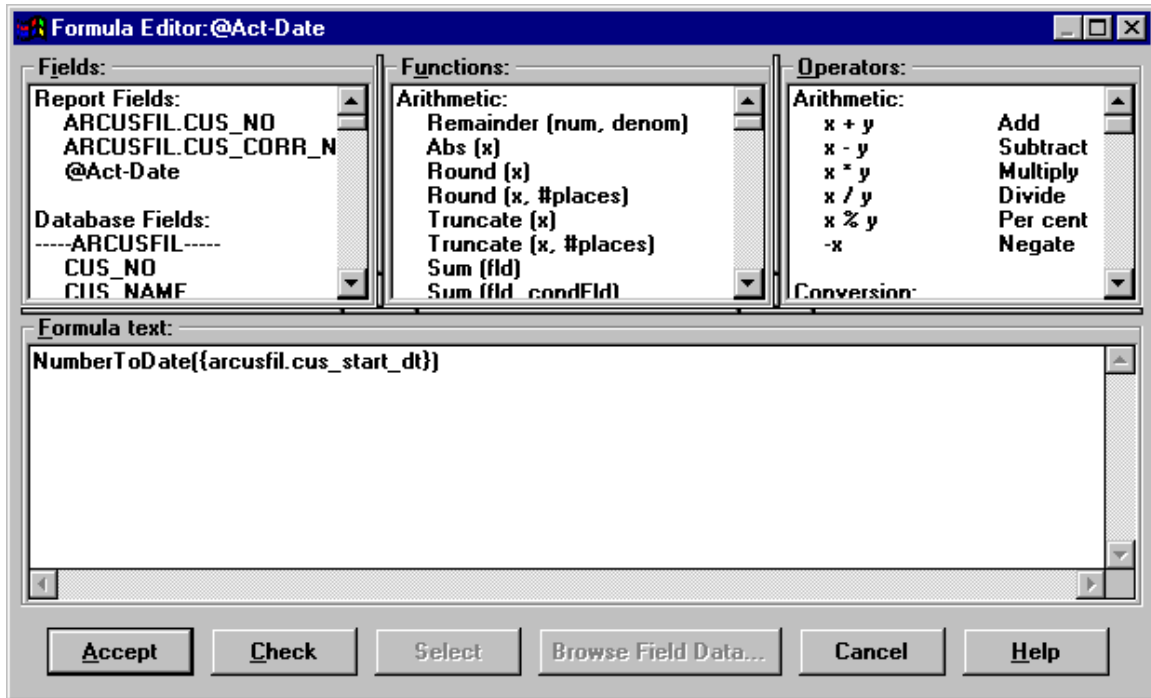 Formula Editor:@Act-Date
Fields:
Report Fields:
ARCUSFIL.CUS_NO
ARCUSFIL.CUS_CORR_N
@Act-Date
Database Fields:
-----ARCUSFIL-----
CUS_NO
CUS_NAME
Functions:
Arithmetic:
Remainder (num, denom)
Abs (x)
Round (x)
Round (x, #places)
Truncate (x)
Truncate (x, #places)
Sum (fld)
Sum (fld, condFld)
Operators:
Arithmetic:
x + y Add
x - y Subtract
x * y Multiply
x / y Divide
x % y Per cent
-x Negate
Conversion:
Formula text:
NumberToDate({arcusfil.cus_start_dt})
Accept Check Select Browse Field Data... Cancel Help